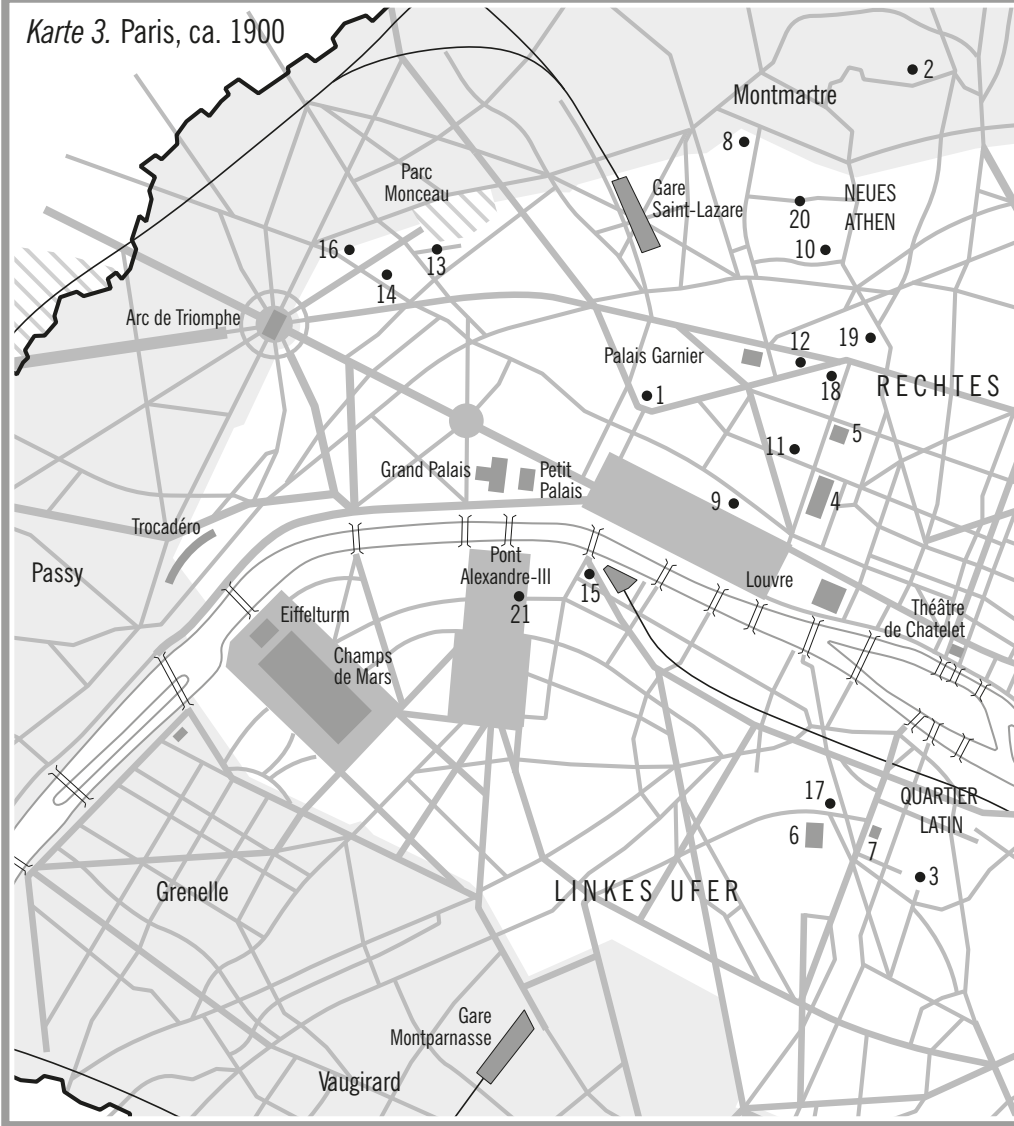 Karte 3. Paris, ca. 1900
2
Montmartre
8
Parc
Monceau
Gare
Saint-Lazare
NEUES
ATHEN
20
16
13
10
14
Arc de Triomphe
19
12
Palais Garnier
18
RECHTES
1
5
11
Grand Palais
Petit
Palais
4
9
Trocadéro
Passy
Pont
Alexandre-III
21
15
Louvre
Théâtre
de Chatelet
Eiffelturm
Champs
de Mars
17
QUARTIER
LATIN
6
7
3
Grenelle
LINKES UFER
Gare
Montparnasse
Vaugirard